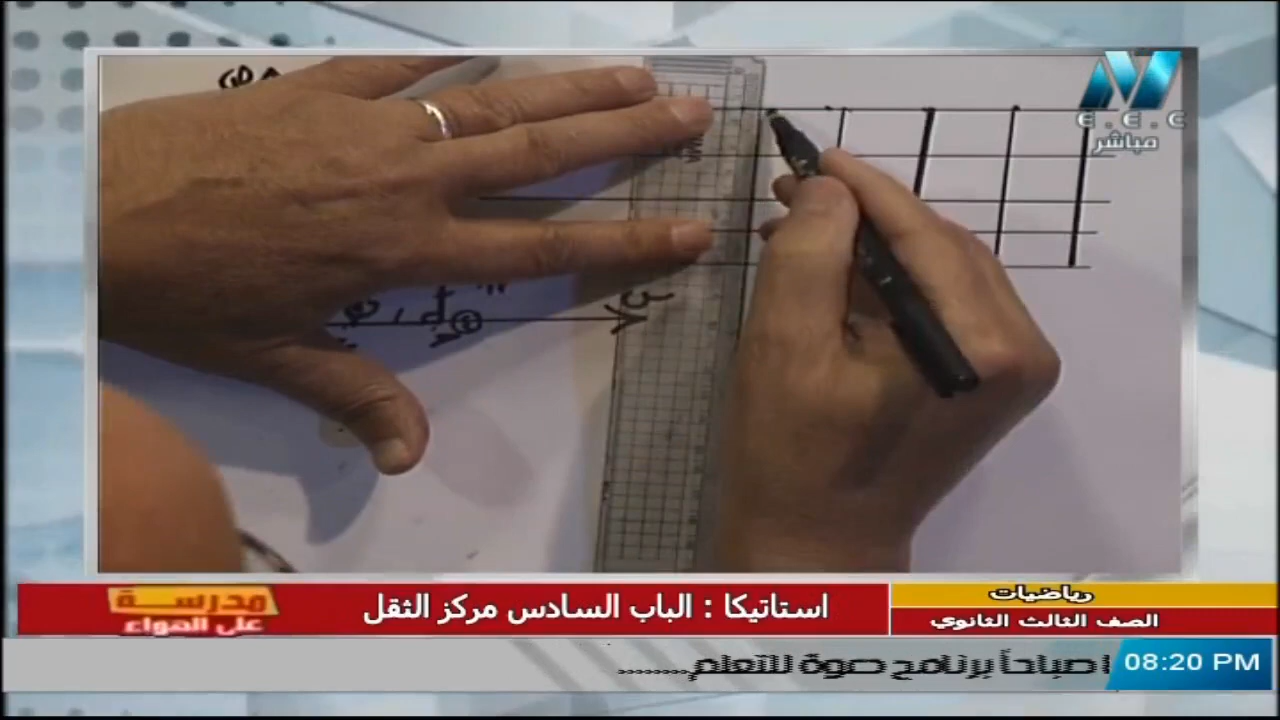 E.E.C
مباشر
رياضيات
استاتيكا : الباب السادس مركز الثقل
الصف الثالث الثانوي
مدرسة
على الهواء
صباحاً برنامج صوة للتعلم........
08:20 PM